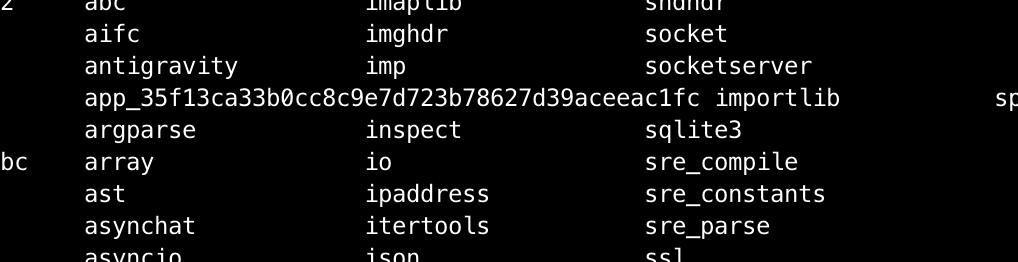 2 abc imaplib sndhdr
aifc imghdr socket
antigravity imp socketserver
app_35f13ca33b0cc8c9e7d723b78627d39aceeac1fc importlib sp
argparse inspect sqlite3
bc array io sre_compile
ast ipaddress sre_constants
asynchat itertools sre_parse
asyncio json ssl